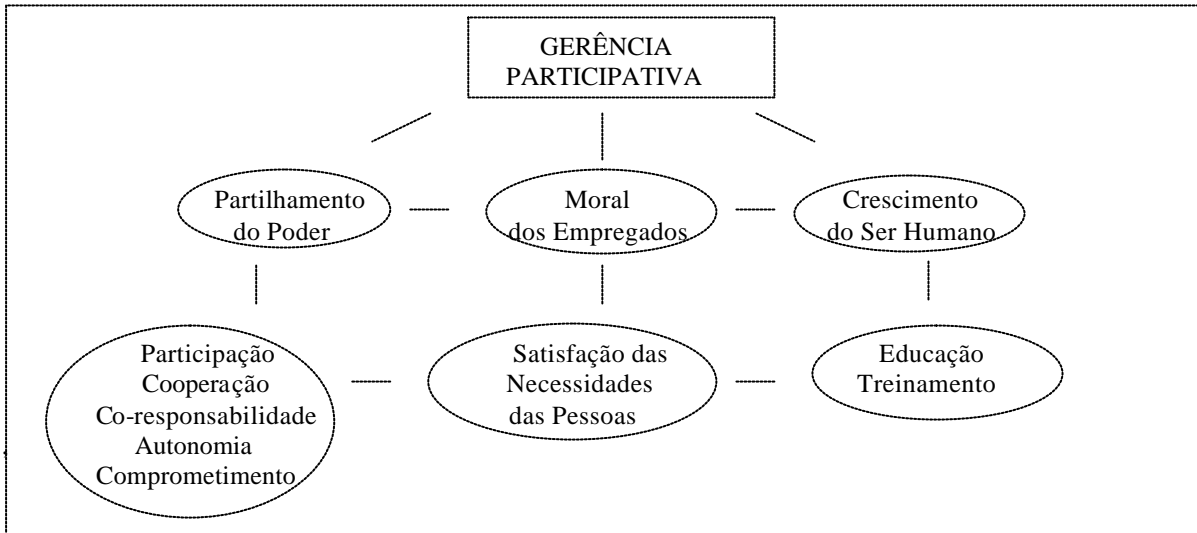 GERÊNCIA
PARTICIPATIVA
Partilhamento
do Poder
Moral
dos Empregados
Crescimento
do Ser Humano
Participação
Cooperação
Co-responsabilidade
Autonomia
Comprometimento
Satisfação das
Necessidades
das Pessoas
Educação
Treinamento